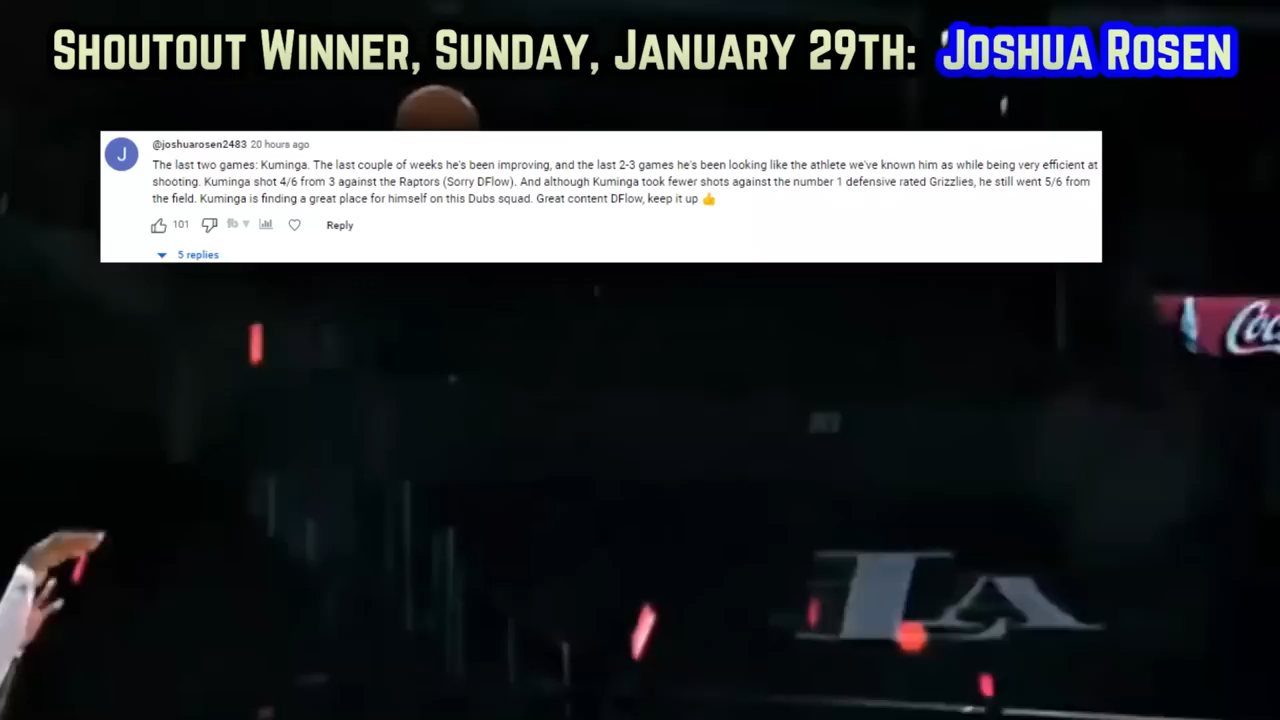 SHOUTOUT WINNER, SUNDAY, JANUARY 29TH: JOSHUA ROSEN
J
@joshuarosen2483 20 hours ago
The last two games: Kuminga. The last couple of weeks he's been improving, and the last 2-3 games he's been looking like the athlete we've known him as while being very efficient at
shooting. Kuminga shot 4/6 from 3 against the Raptors (Sorry DFlow). And although Kuminga took fewer shots against the number 1 defensive rated Grizzlies, he still went 5/6 from
the field. Kuminga is finding a great place for himself on this Dubs squad. Great content DFlow, keep it up 👍
101 Reply
5 replies
Coc
LA